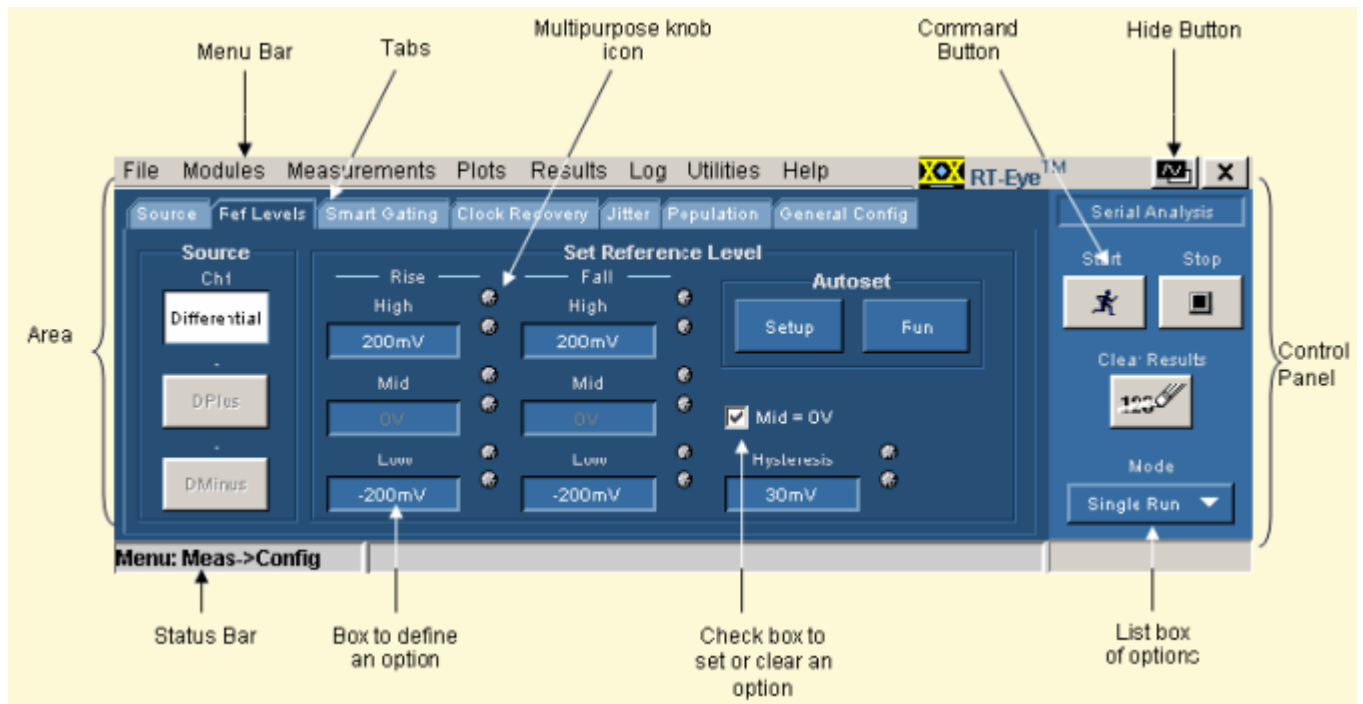 Menu Bar
Tabs
Multipurpose knob
icon
Command
Button
Hide Button
File Modules Measurements Plots Results Log Utilities Help
RT-Eye™
Source Ref Levels Smart Gating Clock Recovery Jitter Population General Config
Serial Analysis
Area
Source
Ch1
Differential
-
DPlus
-
DMinus
Set Reference Level
Rise
High
200mV
Mid
0V
Low
-200mV
Fall
High
200mV
Mid
0V
Low
-200mV
Autoset
Setup
Run
Mid = 0V
Hysteresis
30mV
Start Stop
Clear Results
123
Mode
Single Run
Control
Panel
Menu: Meas->Config
Status Bar
Box to define
an option
Check box to
set or clear an
option
List box
of options